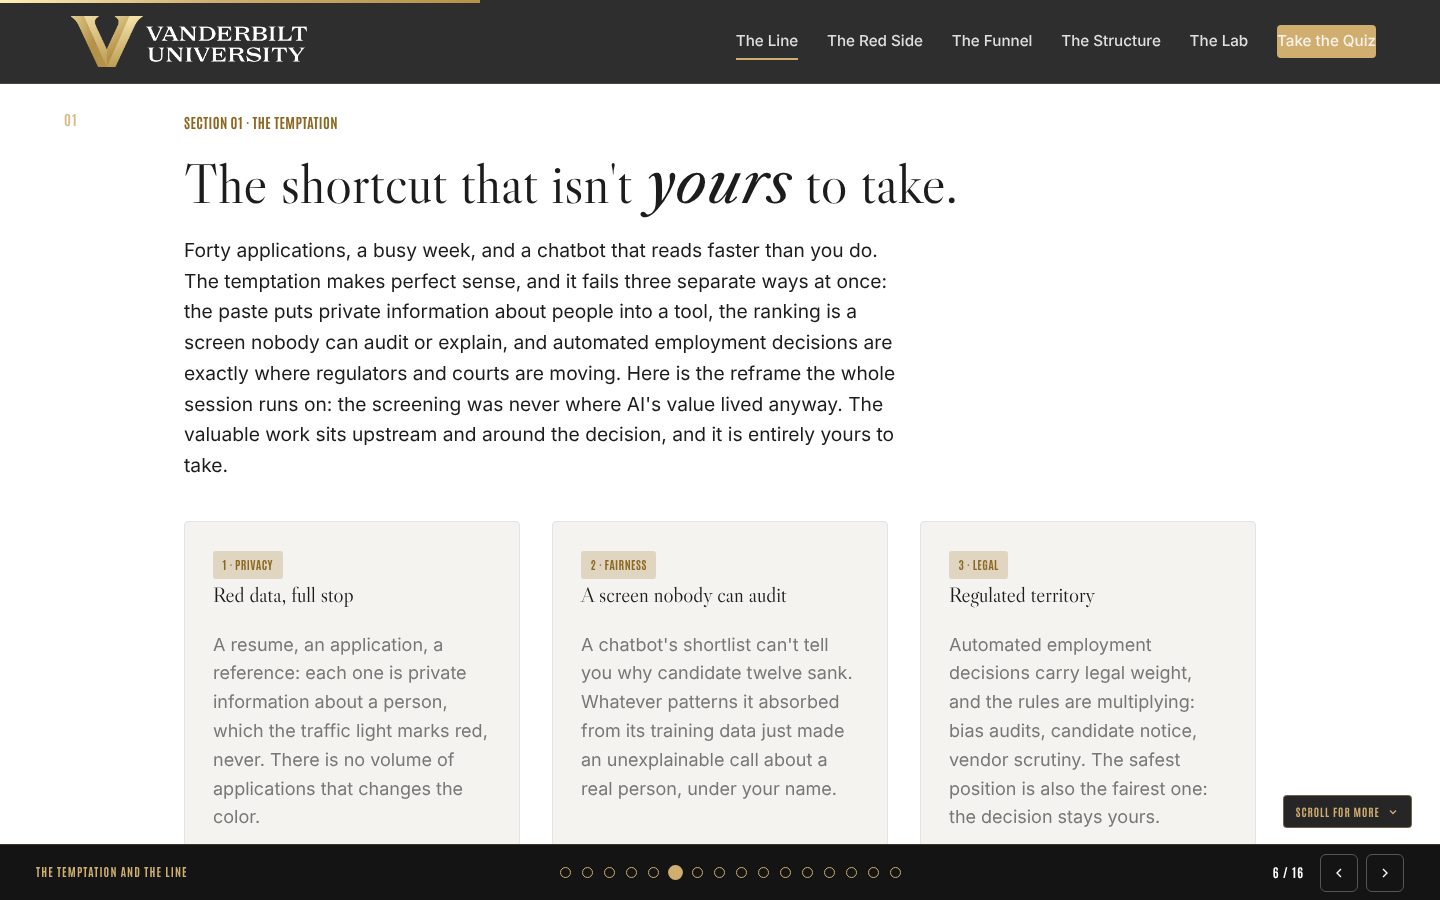 VANDERBILT
UNIVERSITY
The Line
The Red Side
The Funnel
The Structure
The Lab
Take the Quiz
01
SECTION 01 · THE TEMPTATION
The shortcut that isn't yours to take.
Forty applications, a busy week, and a chatbot that reads faster than you do.
The temptation makes perfect sense, and it fails three separate ways at once:
the paste puts private information about people into a tool, the ranking is a
screen nobody can audit or explain, and automated employment decisions are
exactly where regulators and courts are moving. Here is the reframe the whole
session runs on: the screening was never where AI's value lived anyway. The
valuable work sits upstream and around the decision, and it is entirely yours to
take.
1 · PRIVACY
Red data, full stop
A resume, an application, a
reference: each one is private
information about a person,
which the traffic light marks red,
never. There is no volume of
applications that changes the
color.
2 · FAIRNESS
A screen nobody can audit
A chatbot's shortlist can't tell
you why candidate twelve sank.
Whatever patterns it absorbed
from its training data just made
an unexplainable call about a
real person, under your name.
3 · LEGAL
Regulated territory
Automated employment
decisions carry legal weight,
and the rules are multiplying:
bias audits, candidate notice,
vendor scrutiny. The safest
position is also the fairest one:
the decision stays yours.
SCROLL FOR MORE
THE TEMPTATION AND THE LINE
6 / 16